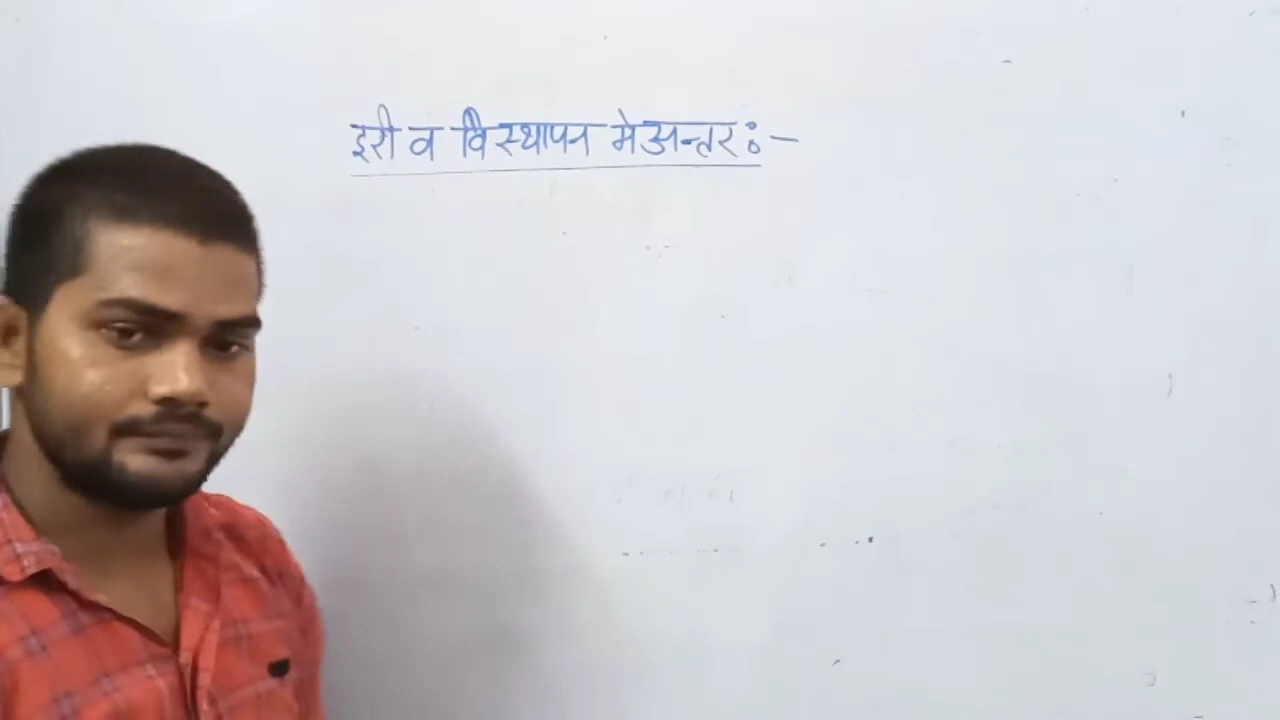 दूरी व विस्थापन मे अन्तर :-